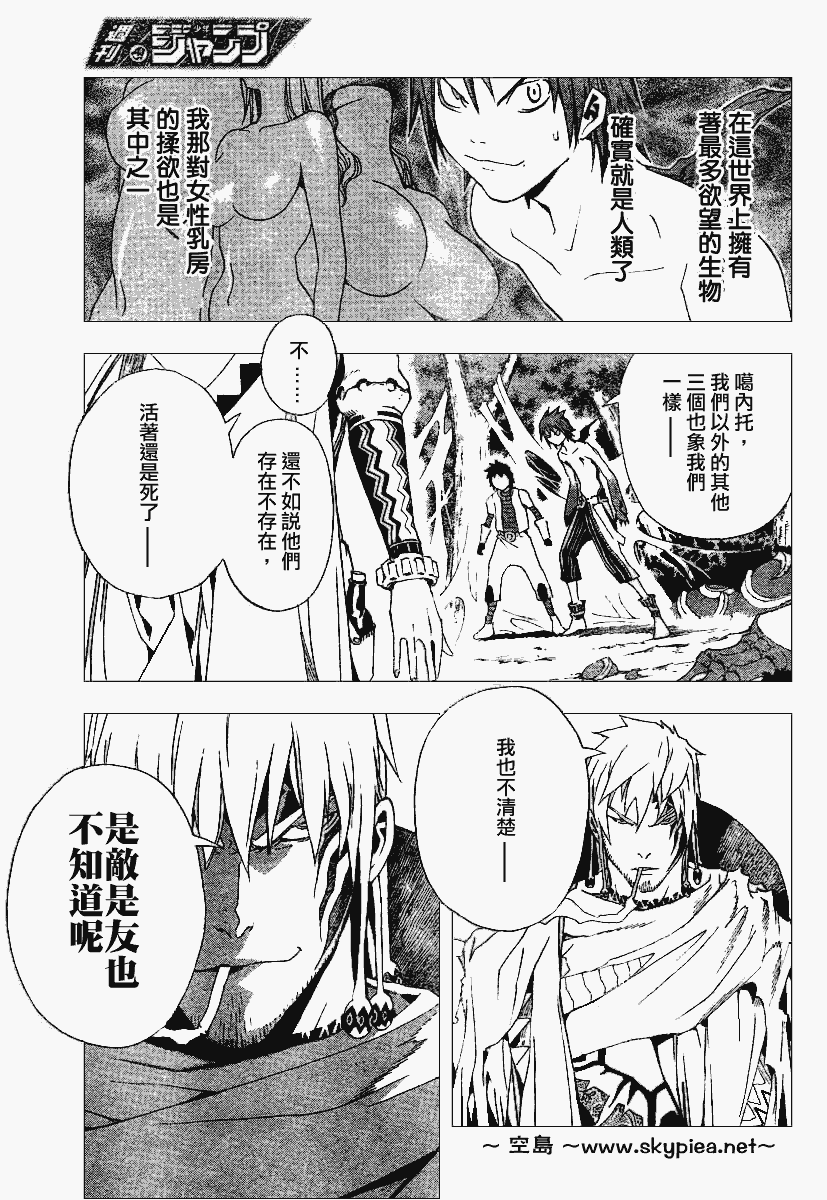 週刊少年ジャンプ
在這世界上擁有
著最多欲望的生物
確實就是人類了
我那對女性乳房
的揉欲也是
其中之一
噶內托，
我們以外的其他
三個也象我們
一樣——
不……
還不如説他們
存在不存在，
活著還是死了——
我也不清楚——
是敵是友也
不知道呢
～ 空島 ～www.skypiea.net～